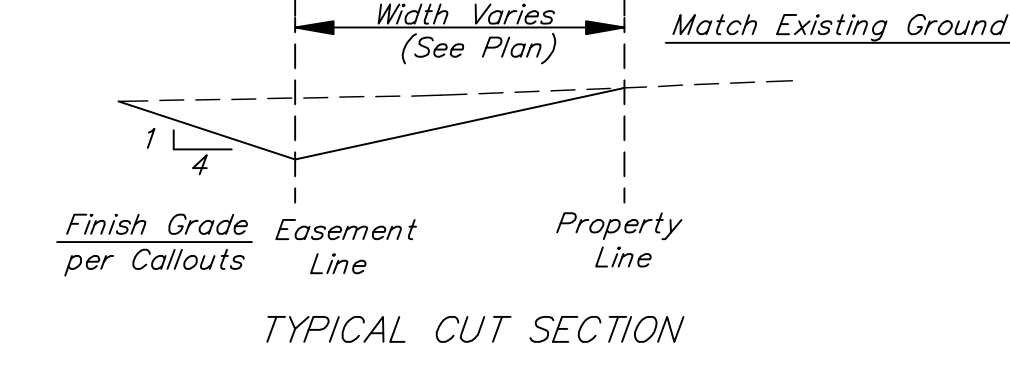 Width Varies
(See Plan)
Match Existing Ground
1
4
Finish Grade
per Callouts
Easement
Line
Property
Line
TYPICAL CUT SECTION